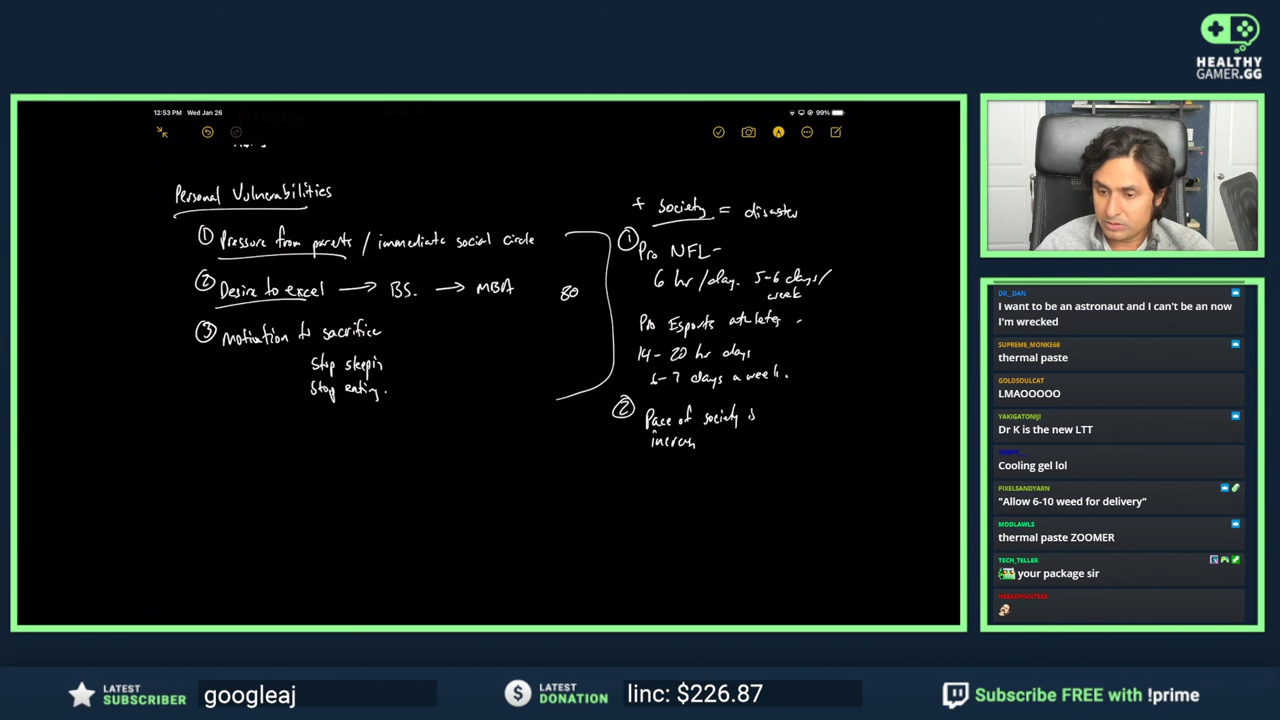 HEALTHY
GAMER.GG
12:53 PM Wed Jan 26
99%
Personal Vulnerabilities
① Pressure from parents / immediate social circle
② Desire to excel → BS. → MBA 80
③ Motivation to sacrifice
Stop sleepin
Stop eating.
+ society = disaster
① Pro NFL -
6 hr/day. 5-6 days/
week
Pro Esports athletes -
14 - 20 hr days
6-7 days a week.
② Pace of society is
increas
DR__DAN
I want to be an astronaut and I can't be an now
I'm wrecked
SUPREME_MONKE68
thermal paste
GOLDSOULCAT
LMAOOOOO
YAKIGATONIJI
Dr K is the new LTT
Cooling gel lol
PIXELSANDYARN
"Allow 6-10 weed for delivery"
MODLAWLS
thermal paste ZOOMER
TECH_TELLER
your package sir
LATEST
SUBSCRIBER
googleaj
LATEST
DONATION
linc: $226.87
Subscribe FREE with !prime